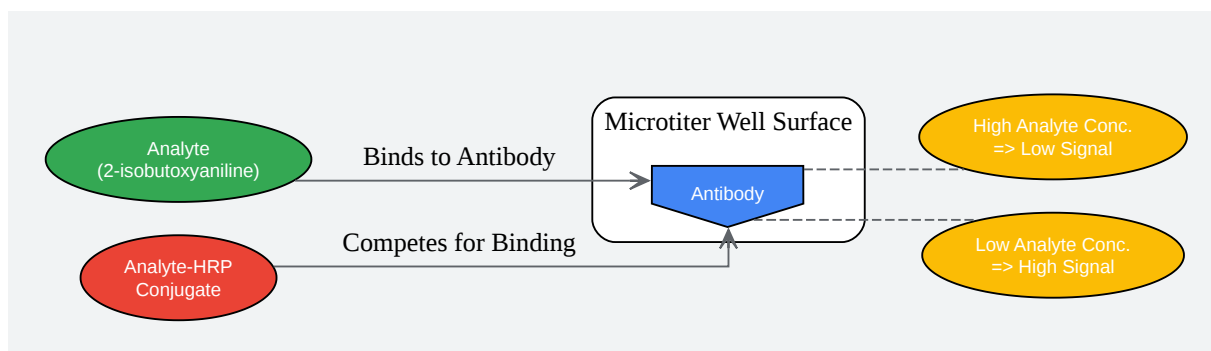 Analyte
(2-isobutoxyaniline)
Binds to Antibody
Microtiter Well Surface
Antibody
High Analyte Conc.
=> Low Signal
Analyte-HRP
Conjugate
Competes for Binding
Low Analyte Conc.
=> High Signal